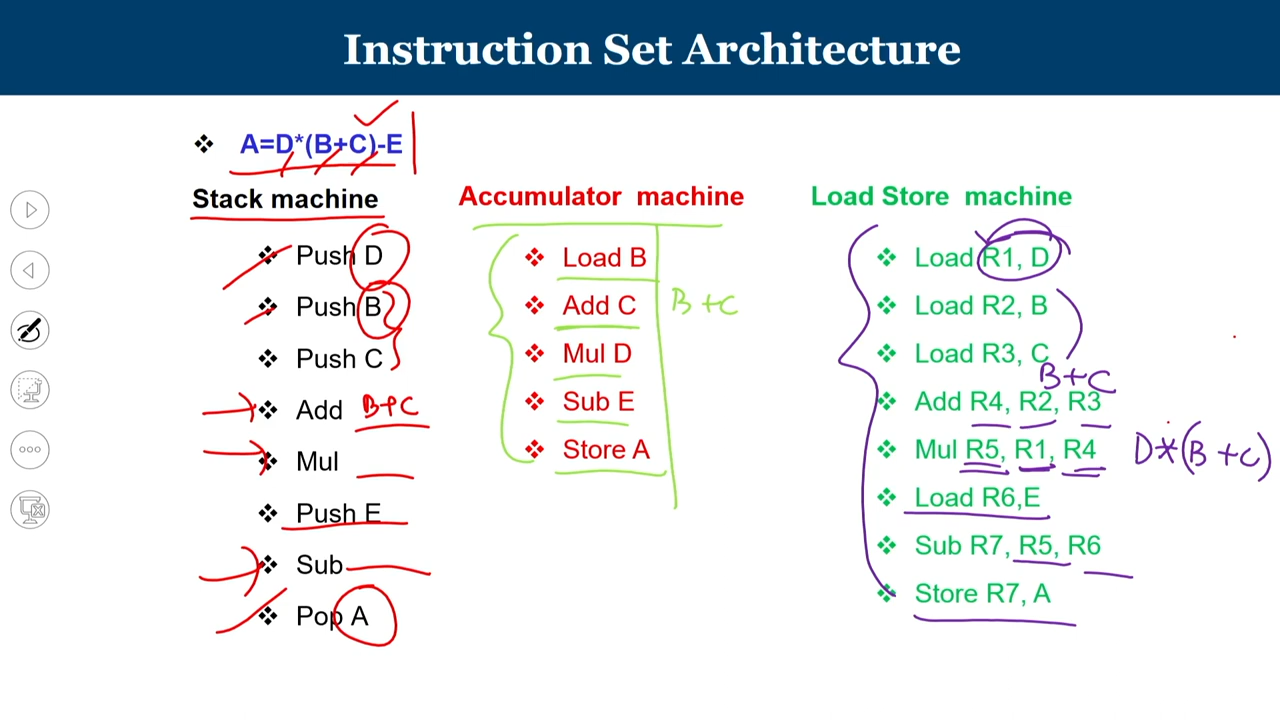 Instruction Set Architecture
❖ A=D*(B+C)-E
Stack machine
❖ Push D
❖ Push B
❖ Push C
❖ Add B+C
❖ Mul
❖ Push E
❖ Sub
❖ Pop A
Accumulator machine
❖ Load B
❖ Add C B+C
❖ Mul D
❖ Sub E
❖ Store A
Load Store machine
❖ Load R1, D
❖ Load R2, B
❖ Load R3, C
B+C
❖ Add R4, R2, R3
❖ Mul R5, R1, R4 D*(B+C)
❖ Load R6,E
❖ Sub R7, R5, R6
❖ Store R7, A